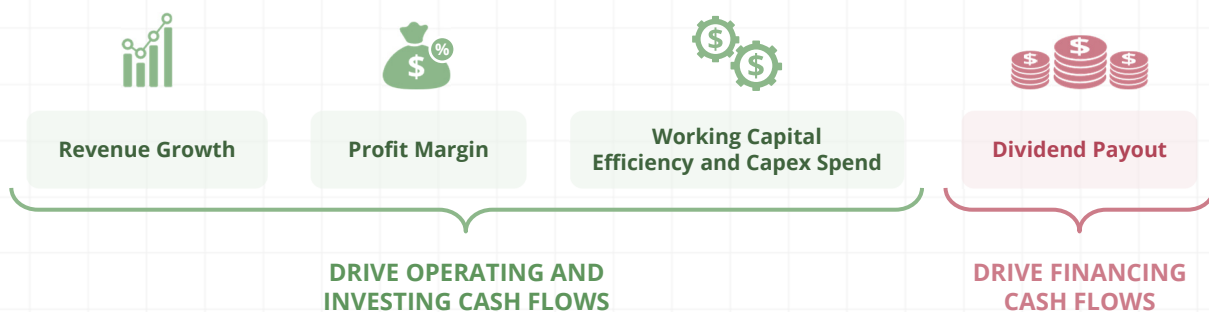 %
$
$
$
$
$
$
Revenue Growth
Profit Margin
Working Capital
Efficiency and Capex Spend
Dividend Payout
DRIVE OPERATING AND
INVESTING CASH FLOWS
DRIVE FINANCING
CASH FLOWS